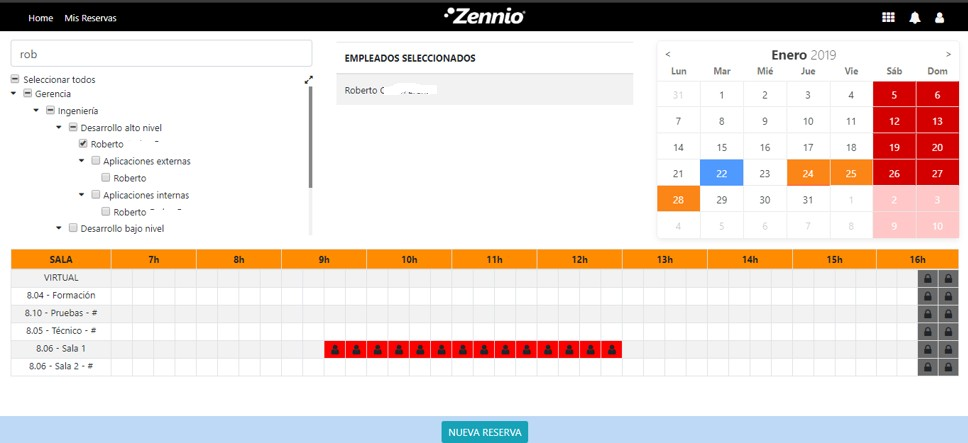 Home Mis Reservas Zennio
rob
Seleccionar todos
Gerencia
Ingeniería
Desarrollo alto nivel
Roberto
Aplicaciones externas
Roberto
Aplicaciones internas
Roberto
Desarrollo bajo nivel
EMPLEADOS SELECCIONADOS
Roberto
< Enero 2019 >
Lun Mar Mié Jue Vie Sáb Dom
31 1 2 3 4 5 6
7 8 9 10 11 12 13
14 15 16 17 18 19 20
21 22 23 24 25 26 27
28 29 30 31 1 2 3
4 5 6 7 8 9 10
SALA 7h 8h 9h 10h 11h 12h 13h 14h 15h 16h
VIRTUAL
8.04 - Formación
8.10 - Pruebas - #
8.05 - Técnico - #
8.06 - Sala 1
8.06 - Sala 2 - #
NUEVA RESERVA